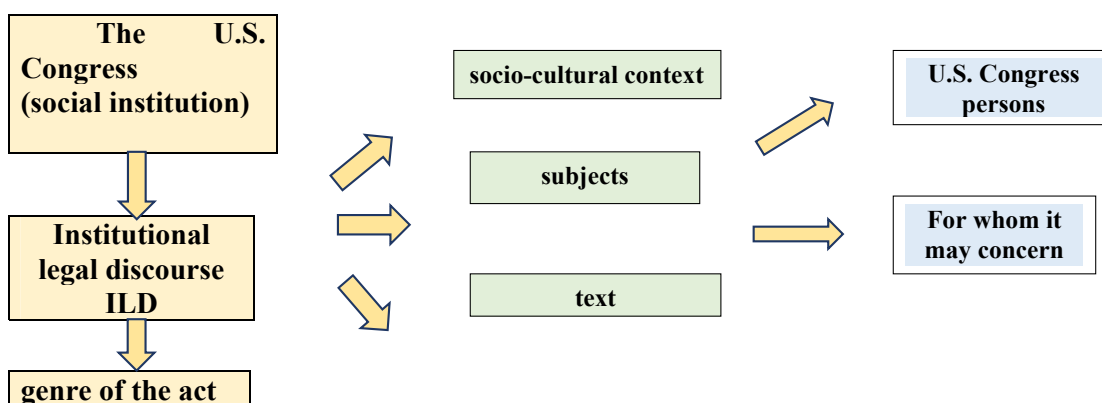 The U.S.
Congress
(social institution)
Institutional
legal discourse
ILD
genre of the act
socio-cultural context
subjects
text
U.S. Congress
persons
For whom it
may concern